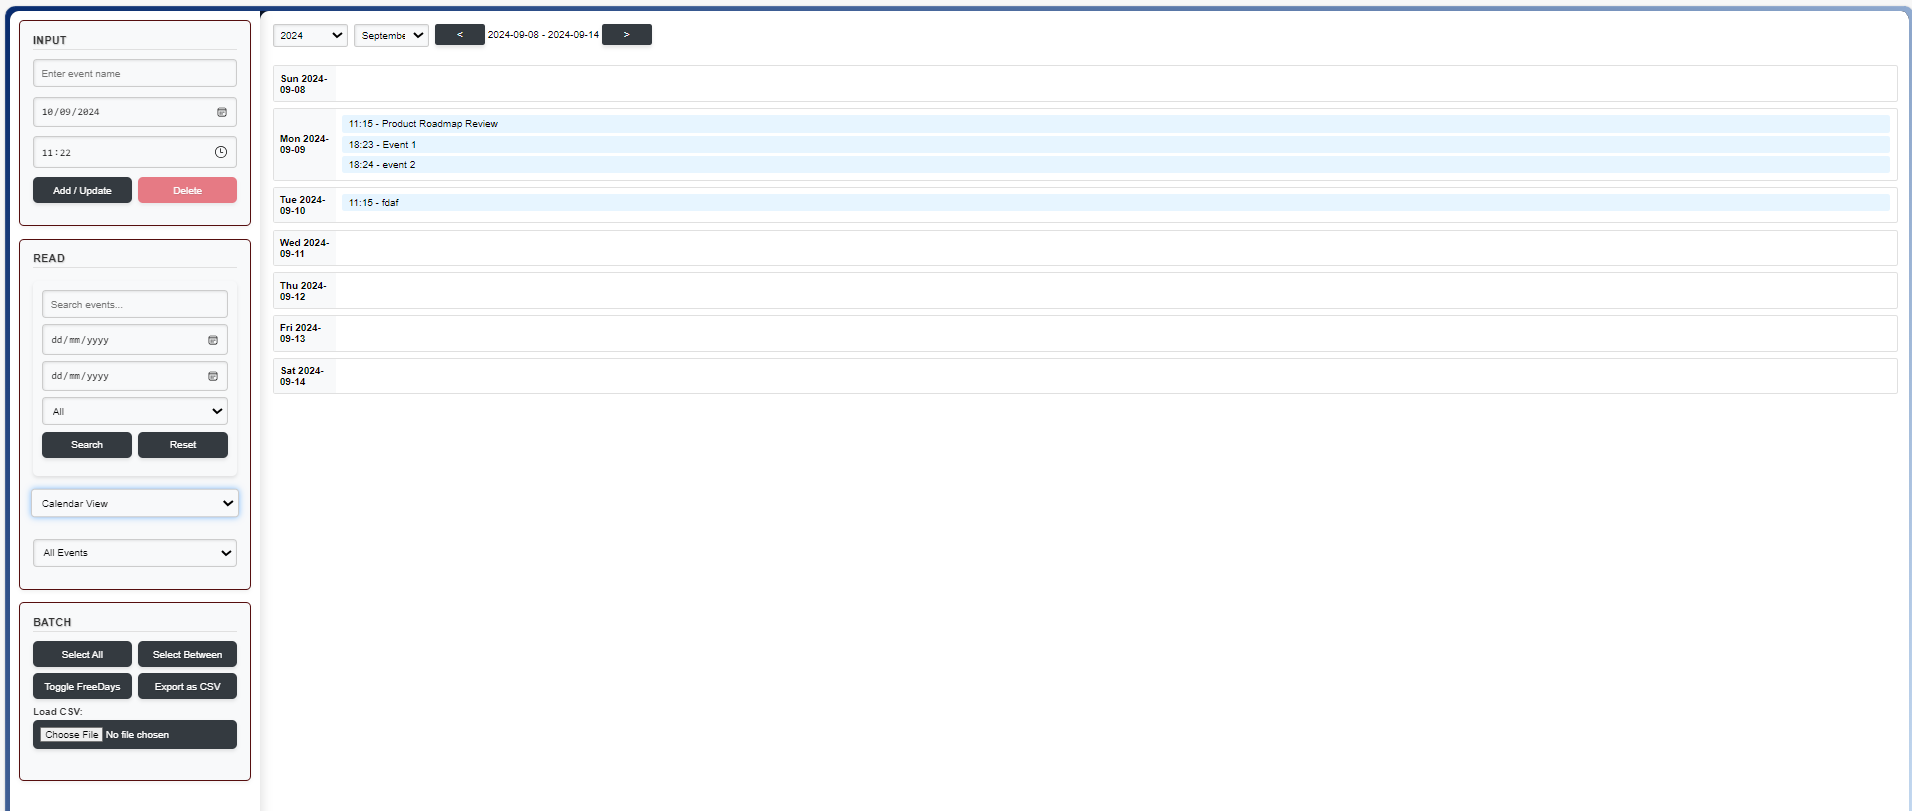 INPUT
Enter event name
10/09/2024
11:22
Add / Update
Delete
READ
Search events...
dd/mm/yyyy
dd/mm/yyyy
All
Search
Reset
Calendar View
All Events
BATCH
Select All
Select Between
Toggle FreeDays
Export as CSV
Load CSV:
Choose File No file chosen
2024
Septembe
<
2024-09-08 - 2024-09-14
>
Sun 2024-
09-08
Mon 2024-
09-09
11:15 - Product Roadmap Review
18:23 - Event 1
18:24 - event 2
Tue 2024-
09-10
11:15 - fdaf
Wed 2024-
09-11
Thu 2024-
09-12
Fri 2024-
09-13
Sat 2024-
09-14